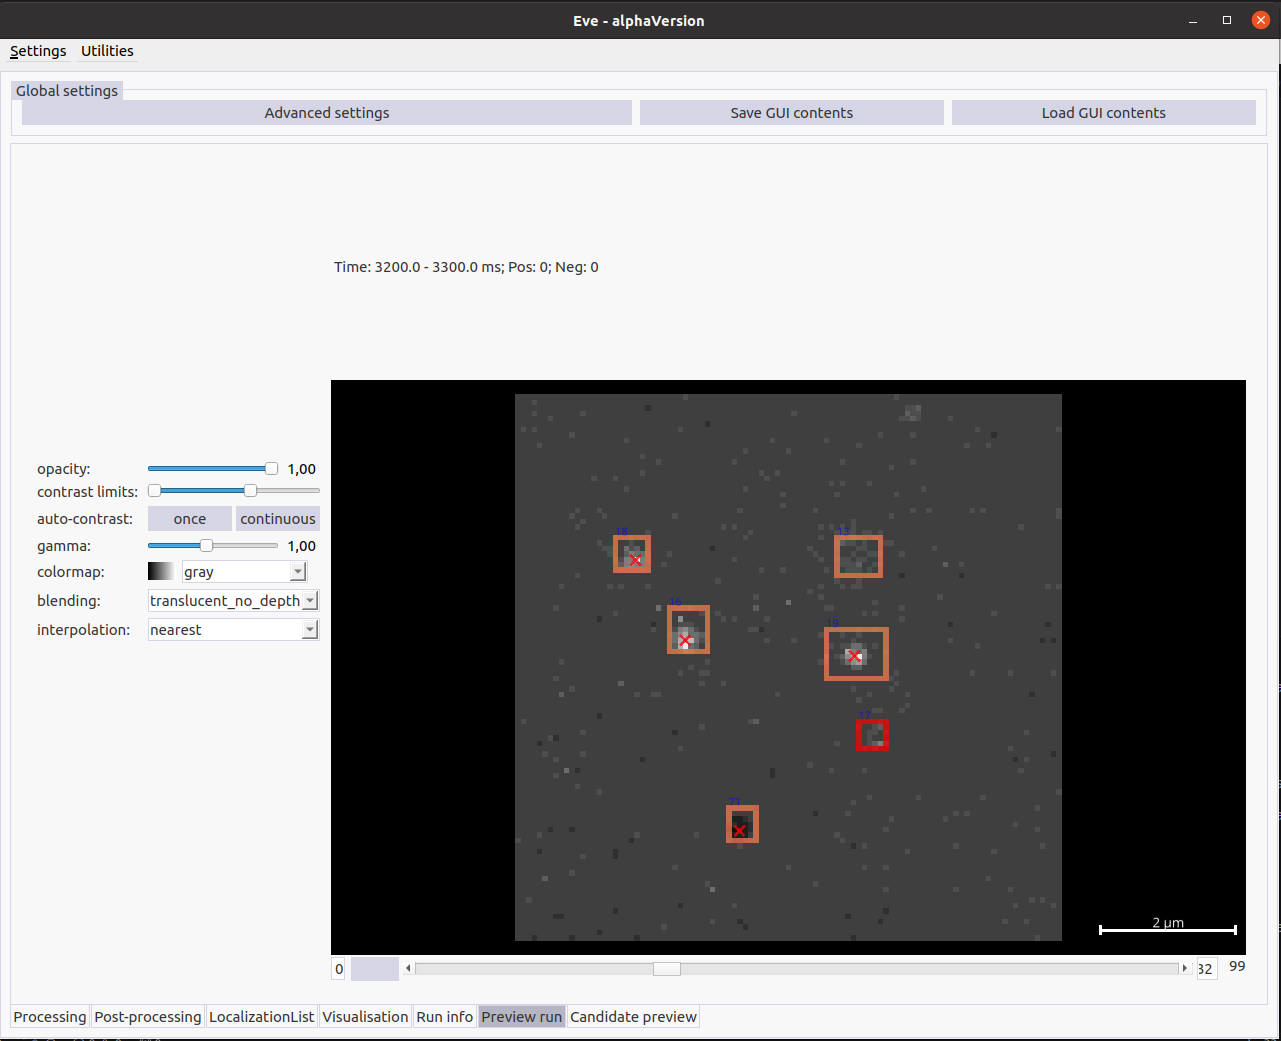 Eve - alphaVersion
Settings Utilities
Global settings
Advanced settings Save GUI contents Load GUI contents
Time: 3200.0 - 3300.0 ms; Pos: 0; Neg: 0
opacity: 1,00
contrast limits:
auto-contrast: once continuous
gamma: 1,00
colormap: gray
blending: translucent_no_depth
interpolation: nearest
18 13
16
19
17
71
2 µm
0 32 99
Processing Post-processing LocalizationList Visualisation Run info Preview run Candidate preview